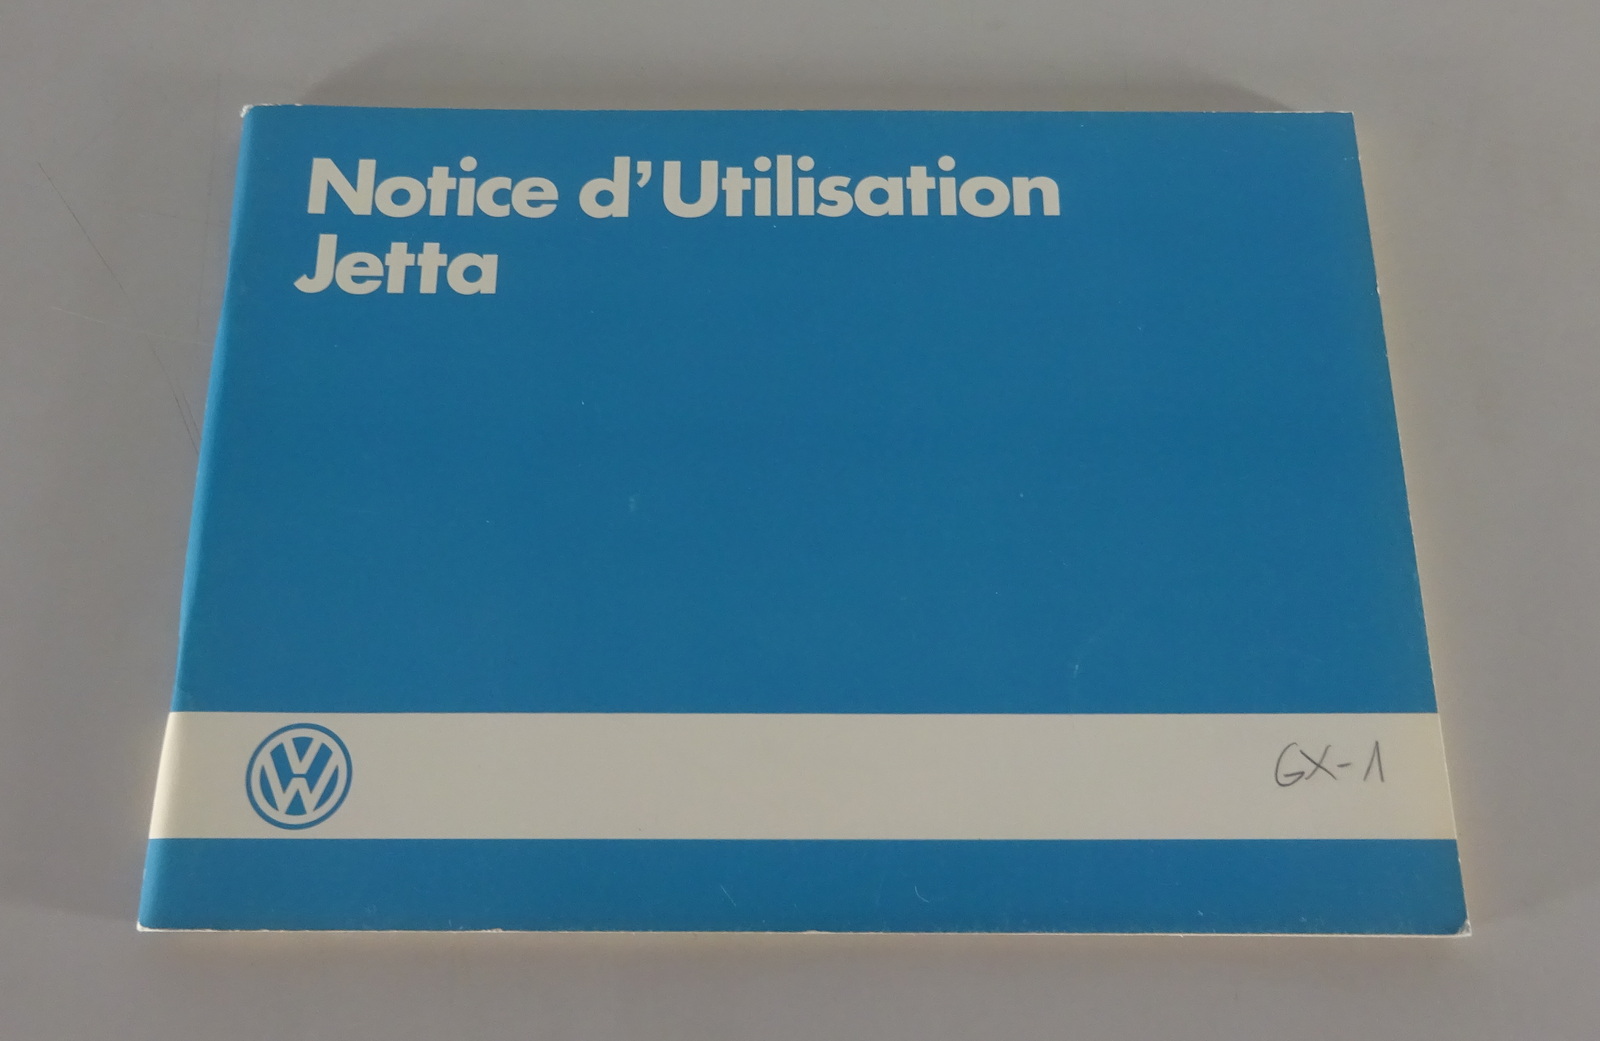 Notice d'Utilisation
Jetta
VW
GX-1